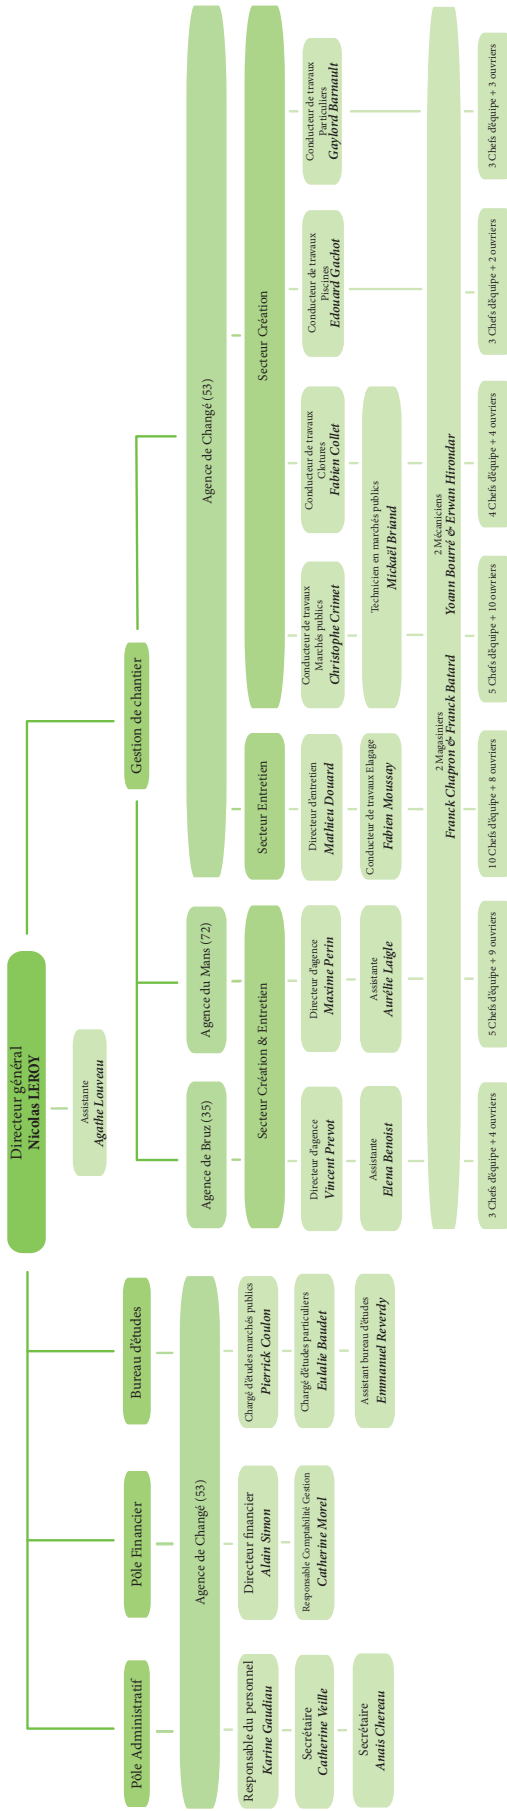 Directeur général
Nicolas LEROY
Assistante
Agathe Louveau
Pôle Administratif
Pôle Financier
Bureau d'études
Gestion de chantier
Agence de Changé (53)
Agence de Bruz (35)
Agence du Mans (72)
Agence de Changé (53)
Secteur Création & Entretien
Secteur Entretien
Secteur Création
Responsable du personnel
Karine Gaudiau
Secrétaire
Catherine Veille
Secrétaire
Anais Chereau
Directeur financier
Alain Simon
Responsable Comptabilité Gestion
Catherine Morel
Chargé d'études marchés publics
Pierrick Coulon
Chargé d'études particuliers
Eulalie Baudet
Assistant bureau d'études
Emmanuel Reverdy
Directeur d'agence
Vincent Prevot
Assistante
Elena Benoist
Directeur d'agence
Maxime Perin
Assistante
Aurélie Laigle
Directeur d'entretien
Mathieu Douard
Conducteur de travaux Elagage
Fabien Moussay
Conducteur de travaux
Marchés publics
Christophe Crimet
Conducteur de travaux
Clotures
Fabien Collet
Technicien en marchés publics
Mickaël Briand
Conducteur de travaux
Piscines
Edouard Gachot
Conducteur de travaux
Particuliers
Gaylord Barnault
2 Magasiniers
Franck Chapron & Franck Batard
2 Mécaniciens
Yoann Bourré & Erwan Hirondar
3 Chefs d'équipe + 4 ouvriers
5 Chefs d'équipe + 9 ouvriers
10 Chefs d'équipe + 8 ouvriers
5 Chefs d'équipe + 10 ouvriers
4 Chefs d'équipe + 4 ouvriers
3 Chefs d'équipe + 2 ouvriers
3 Chefs d'équipe + 3 ouvriers